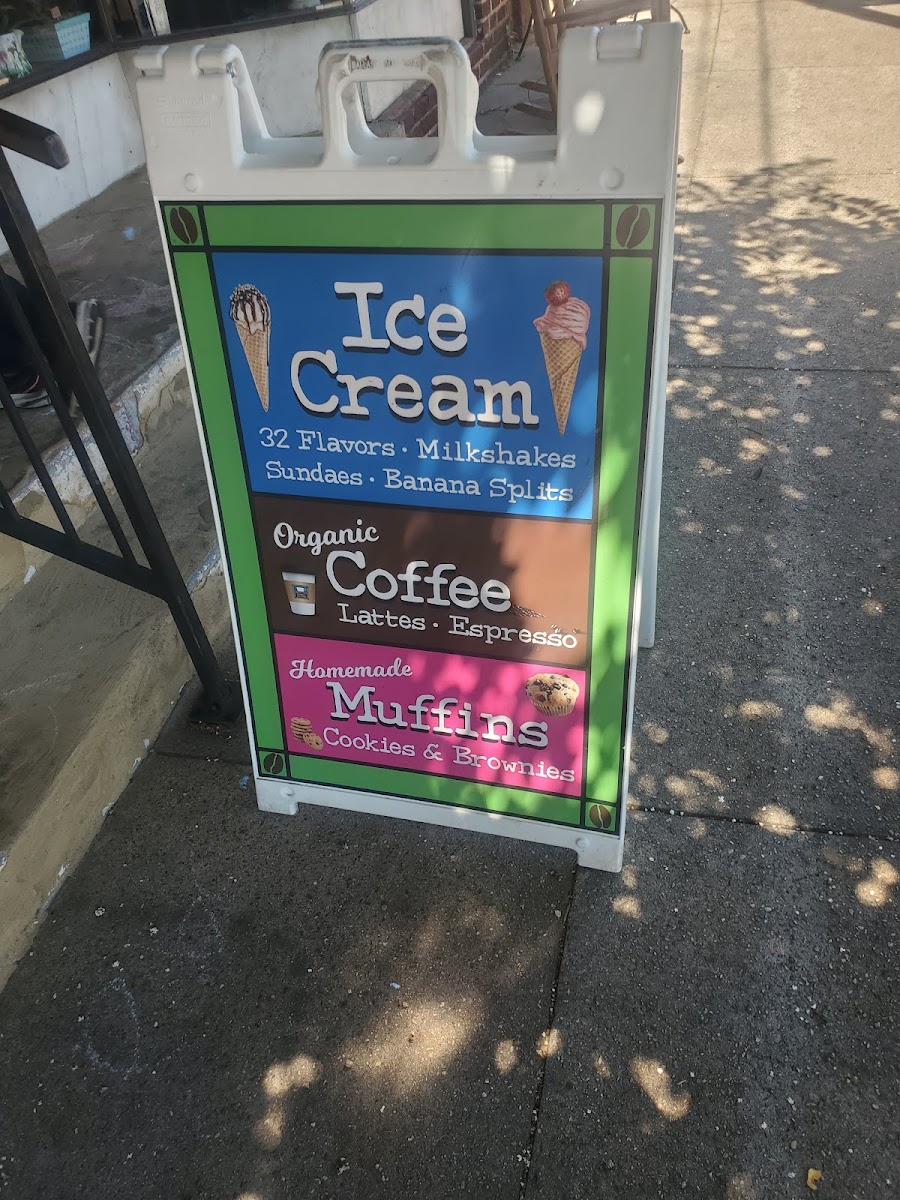 Ice
Cream
32 Flavors · Milkshakes
Sundaes · Banana Splits
Organic
Coffee
Lattes · Espresso
Homemade
Muffins
Cookies & Brownies